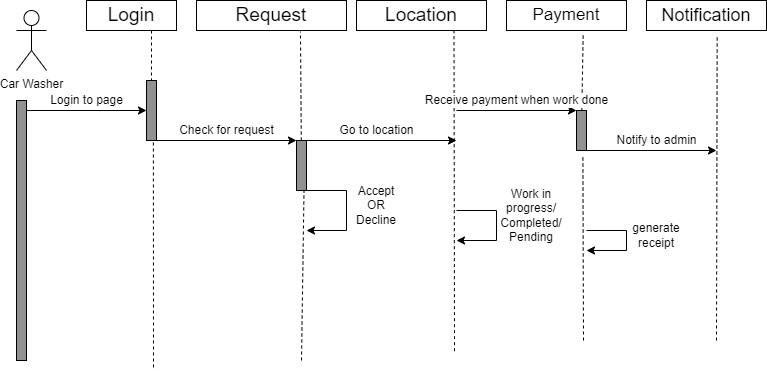 Login
Request
Location
Payment
Notification
Car Washer
Login to page
Receive payment when work done
Check for request
Go to location
Notify to admin
Accept
OR
Decline
Work in
progress/
Completed/
Pending
generate
receipt